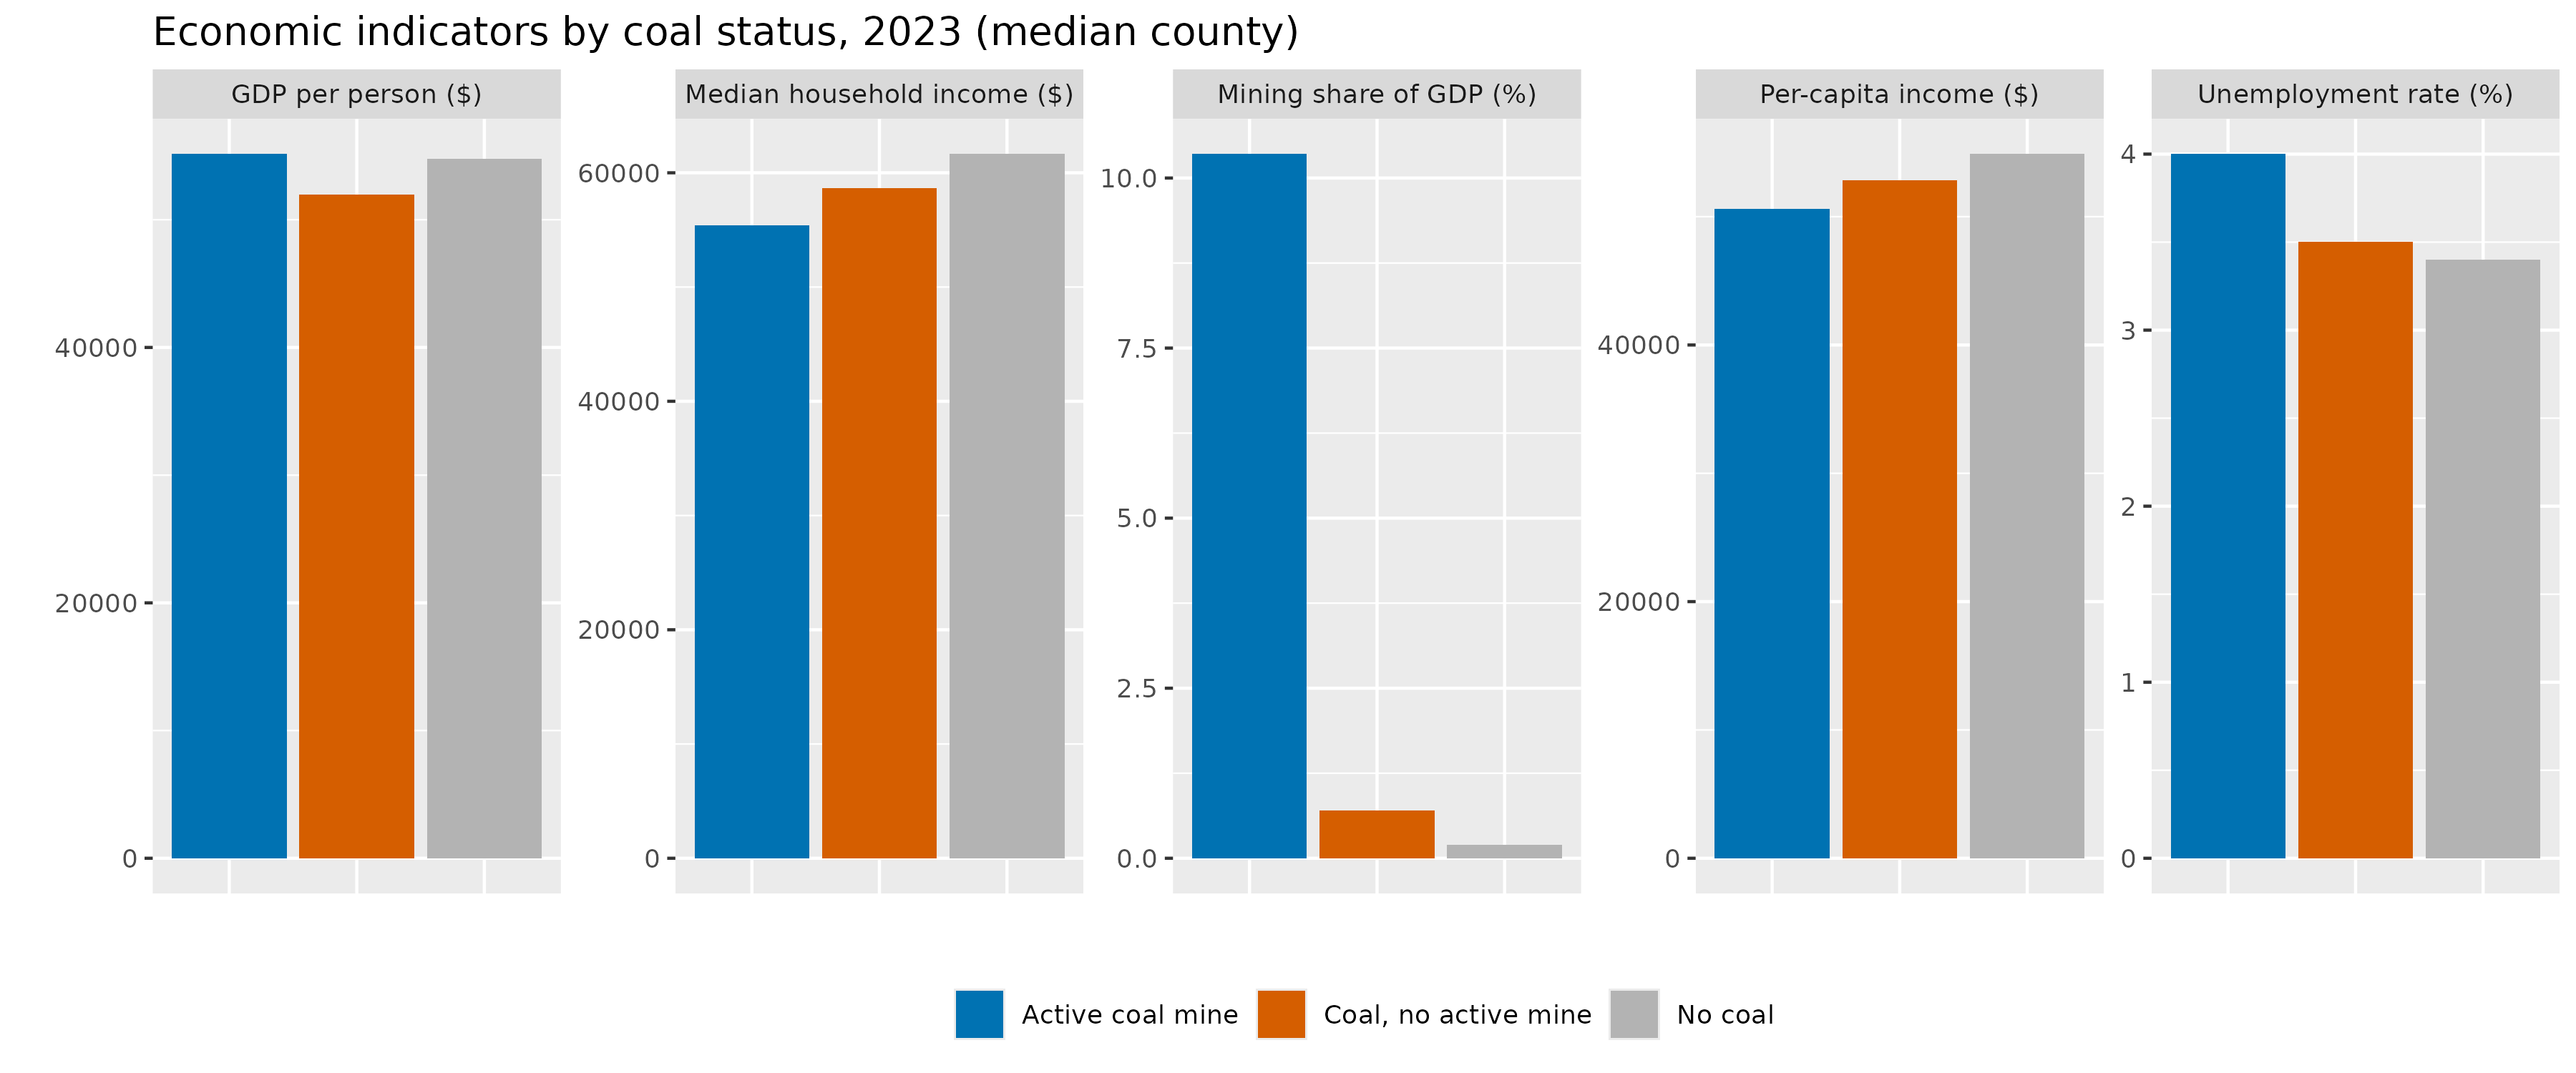 Economic indicators by coal status, 2023 (median county)
GDP per person ($)
40000
20000
0
Median household income ($)
60000
40000
20000
0
Mining share of GDP (%)
10.0
7.5
5.0
2.5
0.0
Per-capita income ($)
40000
20000
0
Unemployment rate (%)
4
3
2
1
0
Active coal mine
Coal, no active mine
No coal